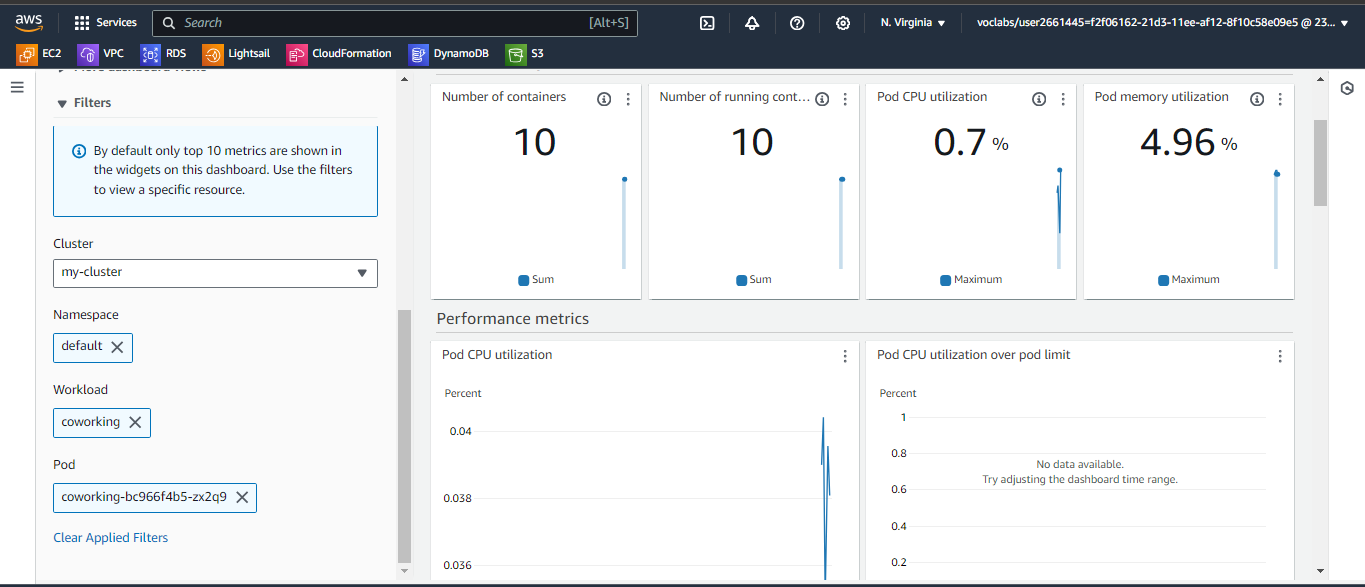 aws
Services
Search
[Alt+S]
N. Virginia
voclabs/user2661445=f2f06162-21d3-11ee-af12-8f10c58e09e5 @ 23...
EC2
VPC
RDS
Lightsail
CloudFormation
DynamoDB
S3
Filters
By default only top 10 metrics are shown in
the widgets on this dashboard. Use the filters
to view a specific resource.
Cluster
my-cluster
Namespace
default
Workload
coworking
Pod
coworking-bc966f4b5-zx2q9
Clear Applied Filters
Number of containers
10
Sum
Number of running cont...
10
Sum
Pod CPU utilization
0.7 %
Maximum
Pod memory utilization
4.96 %
Maximum
Performance metrics
Pod CPU utilization
Percent
0.04
0.038
0.036
Pod CPU utilization over pod limit
Percent
1
0.8
No data available.
Try adjusting the dashboard time range.
0.6
0.4
0.2